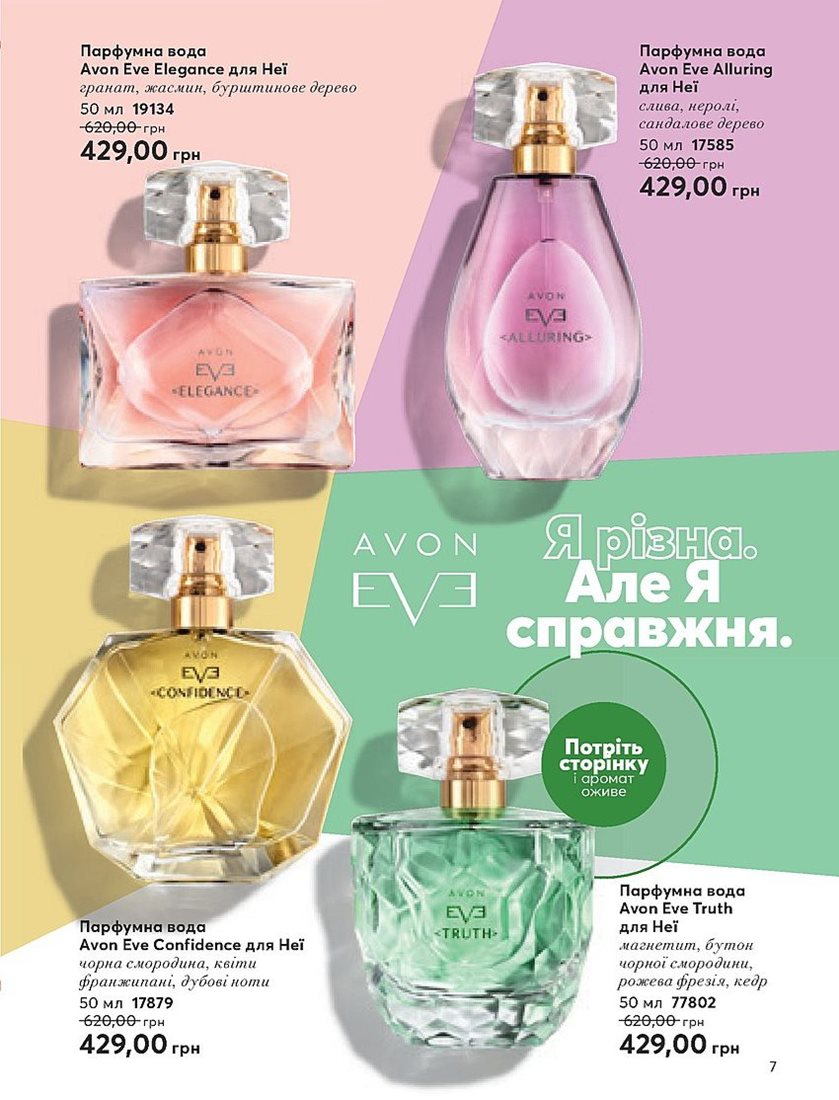 Парфумна вода
Avon Eve Elegance для Неї
гранат, жасмин, бурштинове дерево
50 мл 19134
620,00 грн
429,00 грн
Парфумна вода
Avon Eve Alluring
для Неї
слива, неролі,
сандалове дерево
50 мл 17585
620,00 грн
429,00 грн
AVON
EVE
<ELEGANCE>
AVON
EVE
<ALLURING>
AVON
EVE
Я різна.
Але Я
справжня.
AVON
EVE
<CONFIDENCE>
Потріть
сторінку
і аромат
оживе
AVON
EVE
<TRUTH>
Парфумна вода
Avon Eve Confidence для Неї
чорна смородина, квіти
франжипані, дубові ноти
50 мл 17879
620,00 грн
429,00 грн
Парфумна вода
Avon Eve Truth
для Неї
магнетит, бутон
чорної смородини,
рожева фрезія, кедр
50 мл 77802
620,00 грн
429,00 грн
7